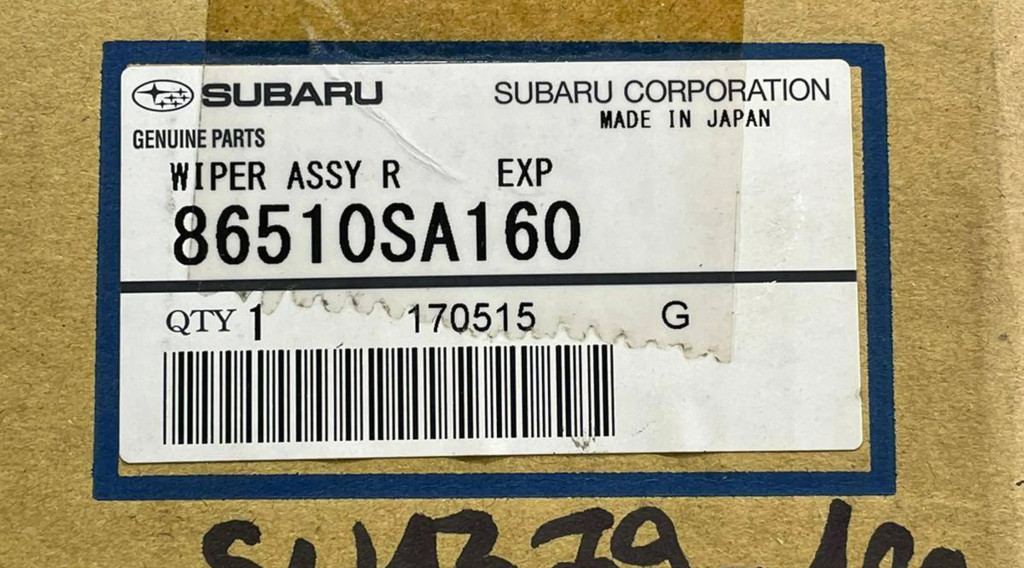 SUBARU
SUBARU CORPORATION
MADE IN JAPAN
GENUINE PARTS
WIPER ASSY R EXP
86510SA160
QTY 1 170515 G